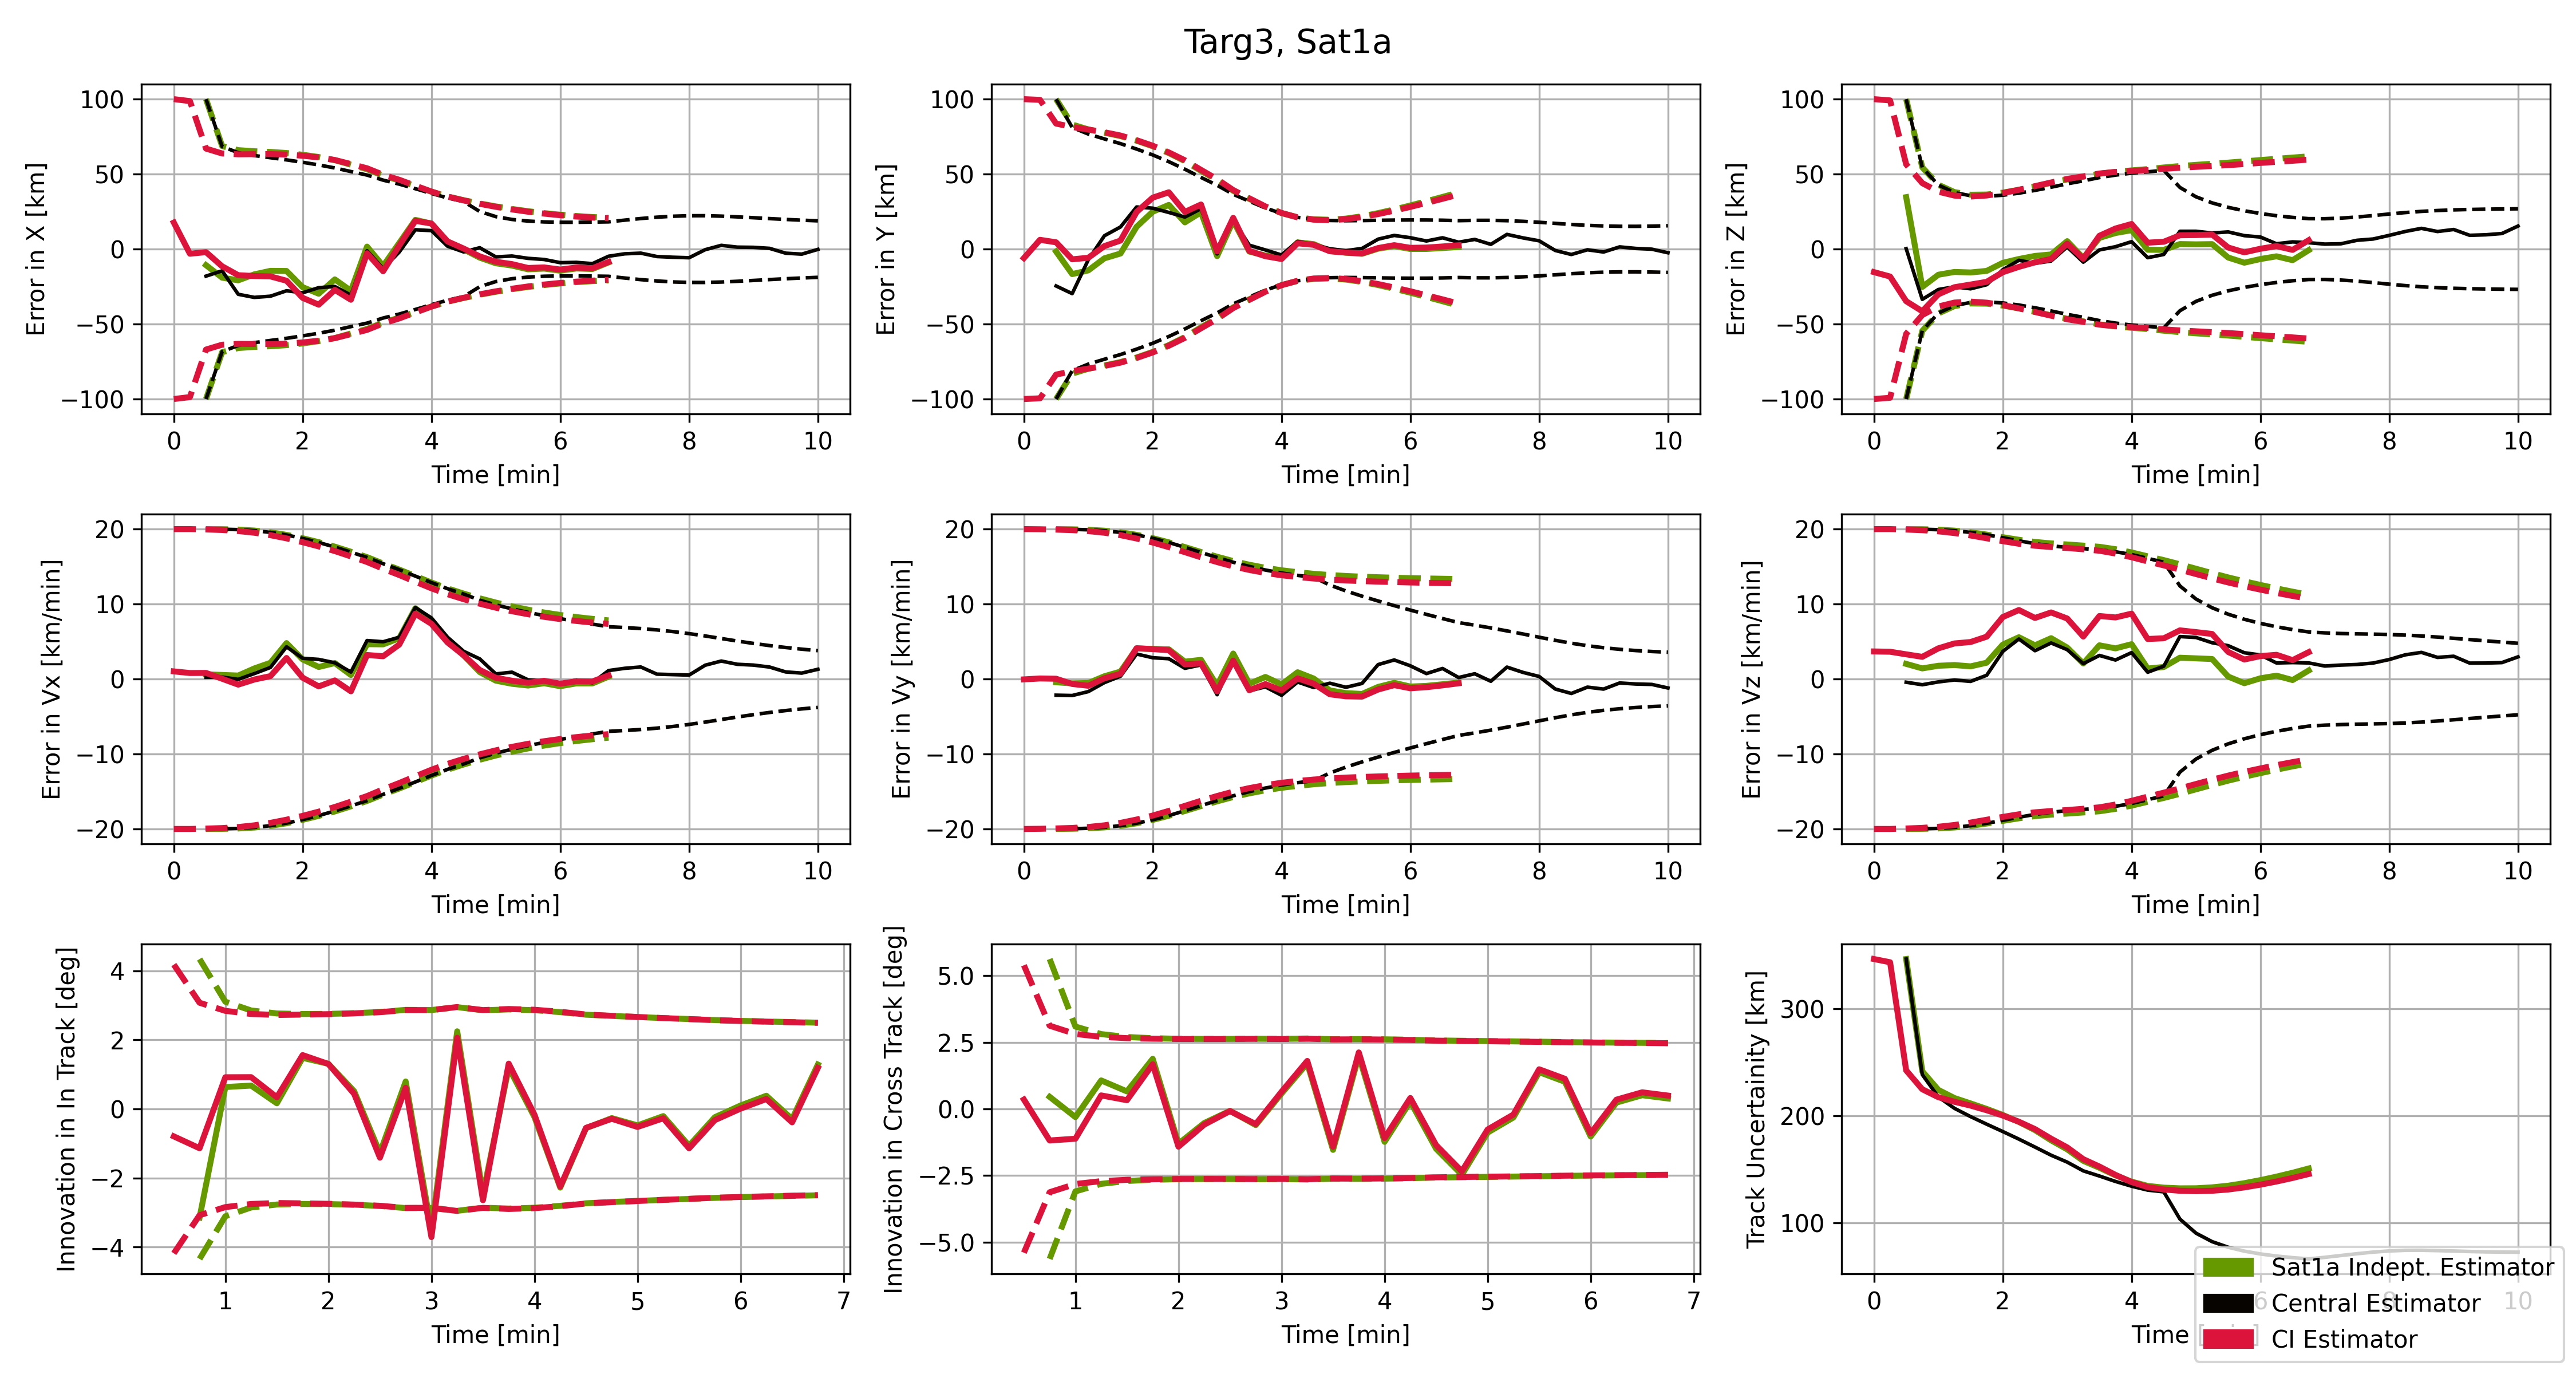 Targ3, Sat1a
Error in X [km]
100
50
0
−50
−100
0 2 4 6 8 10
Time [min]
Error in Y [km]
100
50
0
−50
−100
0 2 4 6 8 10
Time [min]
Error in Z [km]
100
50
0
−50
−100
0 2 4 6 8 10
Time [min]
Error in Vx [km/min]
20
10
0
−10
−20
0 2 4 6 8 10
Time [min]
Error in Vy [km/min]
20
10
0
−10
−20
0 2 4 6 8 10
Time [min]
Error in Vz [km/min]
20
10
0
−10
−20
0 2 4 6 8 10
Time [min]
Innovation in In Track [deg]
4
2
0
−2
−4
1 2 3 4 5 6 7
Time [min]
Innovation in Cross Track [deg]
5.0
2.5
0.0
−2.5
−5.0
1 2 3 4 5 6 7
Time [min]
Track Uncertainity [km]
300
200
100
0 2 4 6 8 10
Time [min]
Sat1a Indept. Estimator
Central Estimator
CI Estimator